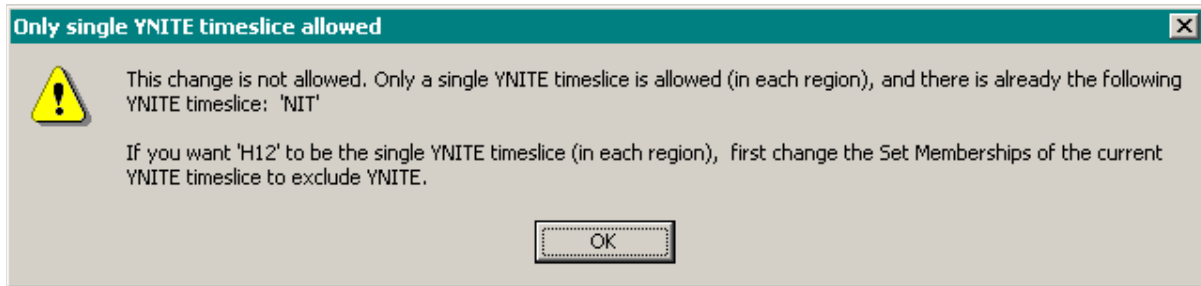 Only single YNITE timeslice allowed
This change is not allowed. Only a single YNITE timeslice is allowed (in each region), and there is already the following
YNITE timeslice:  'NIT'
If you want 'H12' to be the single YNITE timeslice (in each region),  first change the Set Memberships of the current
YNITE timeslice to exclude YNITE.
OK